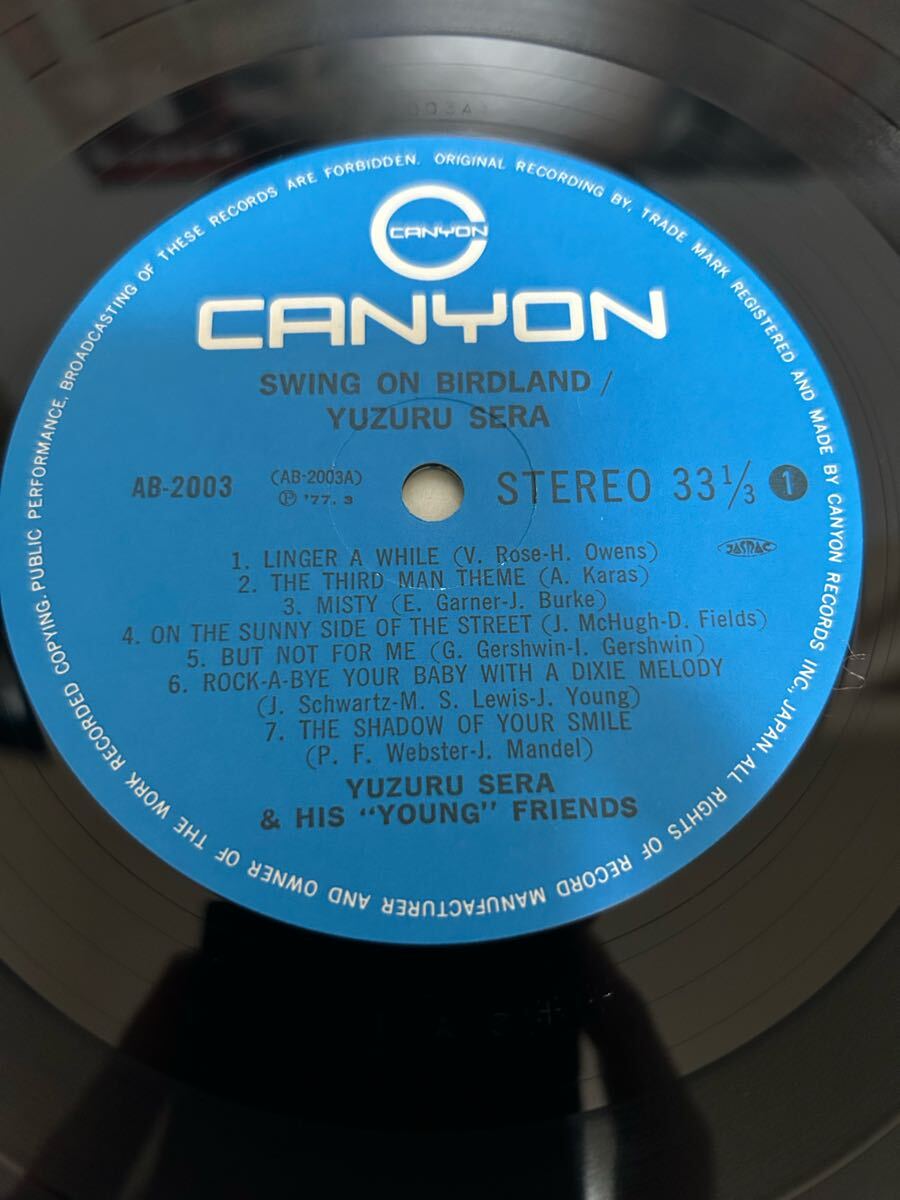 CANYON
CANYON
SWING ON BIRDLAND /
YUZURU SERA
AB-2003
(AB-2003A)
Ⓟ '77. 3
STEREO 33 1/3
1
JASRAC
1. LINGER A WHILE (V. Rose-H. Owens)
2. THE THIRD MAN THEME (A. Karas)
3. MISTY (E. Garner-J. Burke)
4. ON THE SUNNY SIDE OF THE STREET (J. McHugh-D. Fields)
5. BUT NOT FOR ME (G. Gershwin-I. Gershwin)
6. ROCK-A-BYE YOUR BABY WITH A DIXIE MELODY
(J. Schwartz-M. S. Lewis-J. Young)
7. THE SHADOW OF YOUR SMILE
(P. F. Webster-J. Mandel)
YUZURU SERA
& HIS “YOUNG” FRIENDS
ORIGINAL RECORDING BY, TRADE MARK REGISTERED AND MADE BY CANYON RECORDS INC., JAPAN. ALL RIGHTS OF RECORD MANUFACTURER AND OWNER OF THE WORK RECORDED COPYING. PUBLIC PERFORMANCE, BROADCASTING OF THESE RECORDS ARE FORBIDDEN.